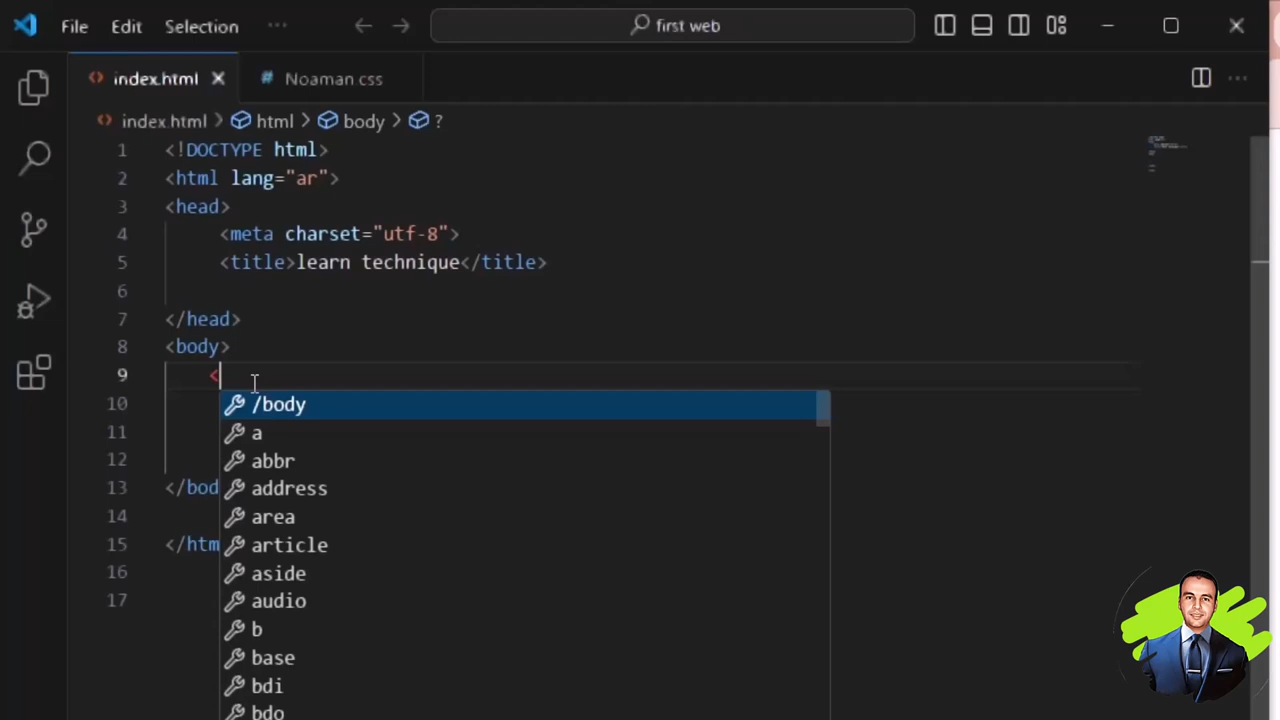 File Edit Selection ··· first web
index.html Noaman.css
index.html > html > body > ?
1 <!DOCTYPE html>
2 <html lang="ar">
3 <head>
4 <meta charset="utf-8">
5 <title>learn technique</title>
6
7 </head>
8 <body>
9 <
/body
10
a
11
abbr
12
address
13 </bod
area
14
article
15 </htm
aside
16
audio
17
b
base
bdi
bdo